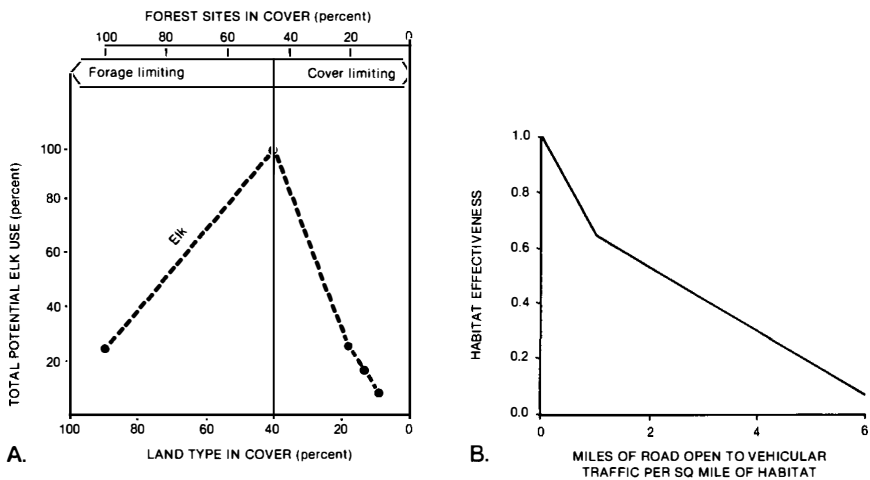 FOREST SITES IN COVER (percent)
100 80 60 40 20 0
Forage limiting Cover limiting
TOTAL POTENTIAL ELK USE (percent)
100
80
60
40
20
Elk
100 80 60 40 20 0
LAND TYPE IN COVER (percent)
A.
HABITAT EFFECTIVENESS
1.0
0.8
0.6
0.4
0.2
0.0
0 2 4 6
MILES OF ROAD OPEN TO VEHICULAR
TRAFFIC PER SQ MILE OF HABITAT
B.